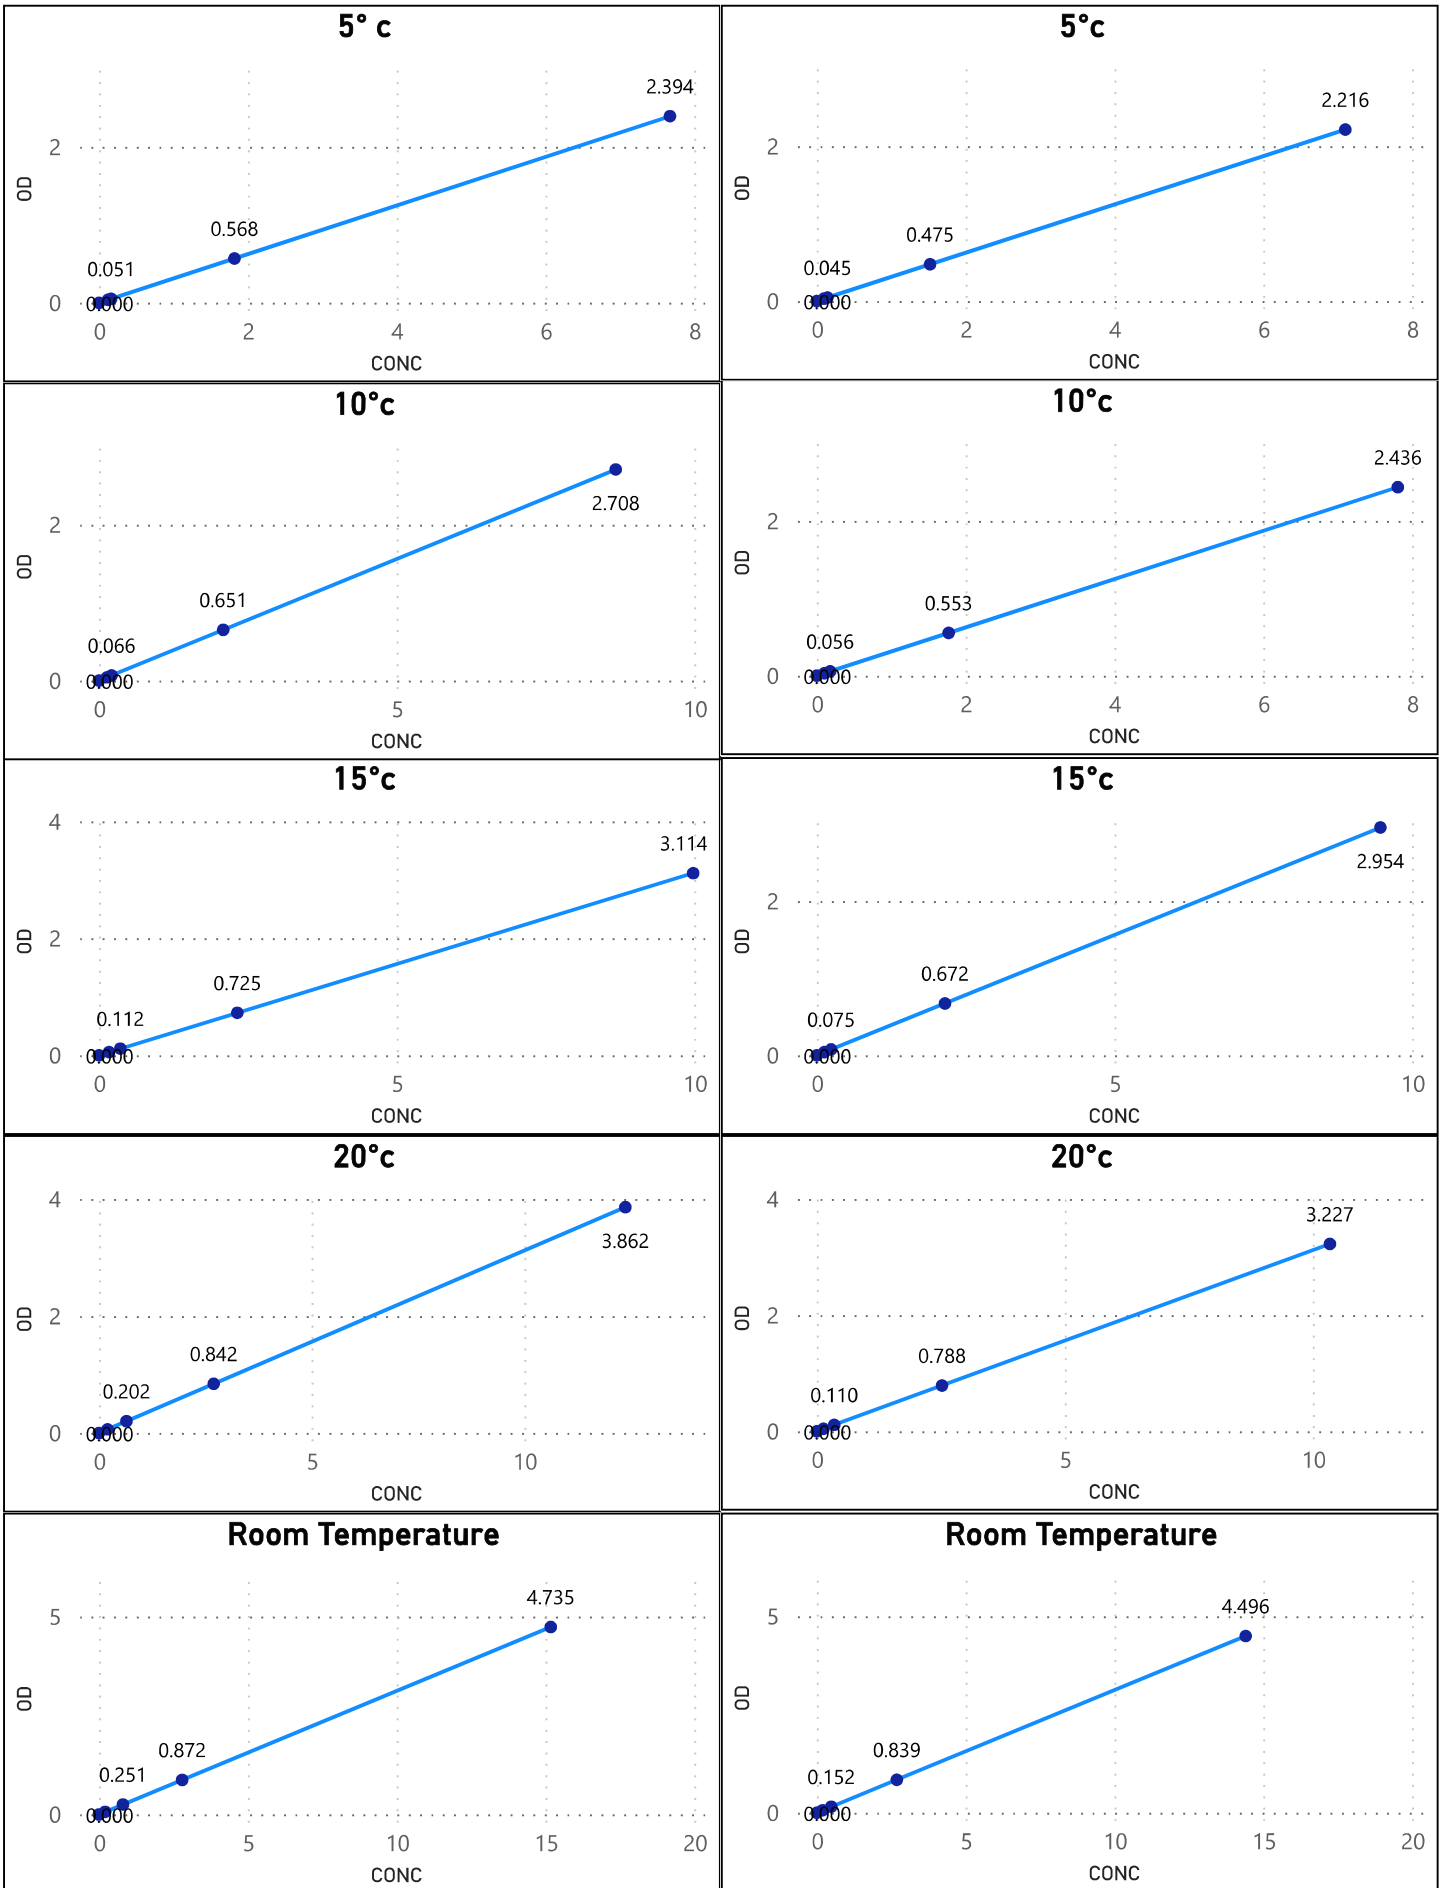 5° c
2.394
2
0.568
0.051
0
0.000
0 2 4 6 8
OD
CONC
5°c
2.216
2
0.475
0.045
0
0.000
0 2 4 6 8
OD
CONC
10°c
2.708
2
0.651
0.066
0
0.000
0 5 10
OD
CONC
10°c
2.436
2
0.553
0.056
0
0.000
0 2 4 6 8
OD
CONC
15°c
4
3.114
2
0.725
0.112
0
0.000
0 5 10
OD
CONC
15°c
2.954
2
0.672
0.075
0
0.000
0 5 10
OD
CONC
20°c
4
3.862
2
0.842
0.202
0
0.000
0 5 10
OD
CONC
20°c
4
3.227
2
0.788
0.110
0
0.000
0 5 10
OD
CONC
Room Temperature
4.735
5
0.872
0.251
0
0.000
0 5 10 15 20
OD
CONC
Room Temperature
4.496
5
0.839
0.152
0
0.000
0 5 10 15 20
OD
CONC